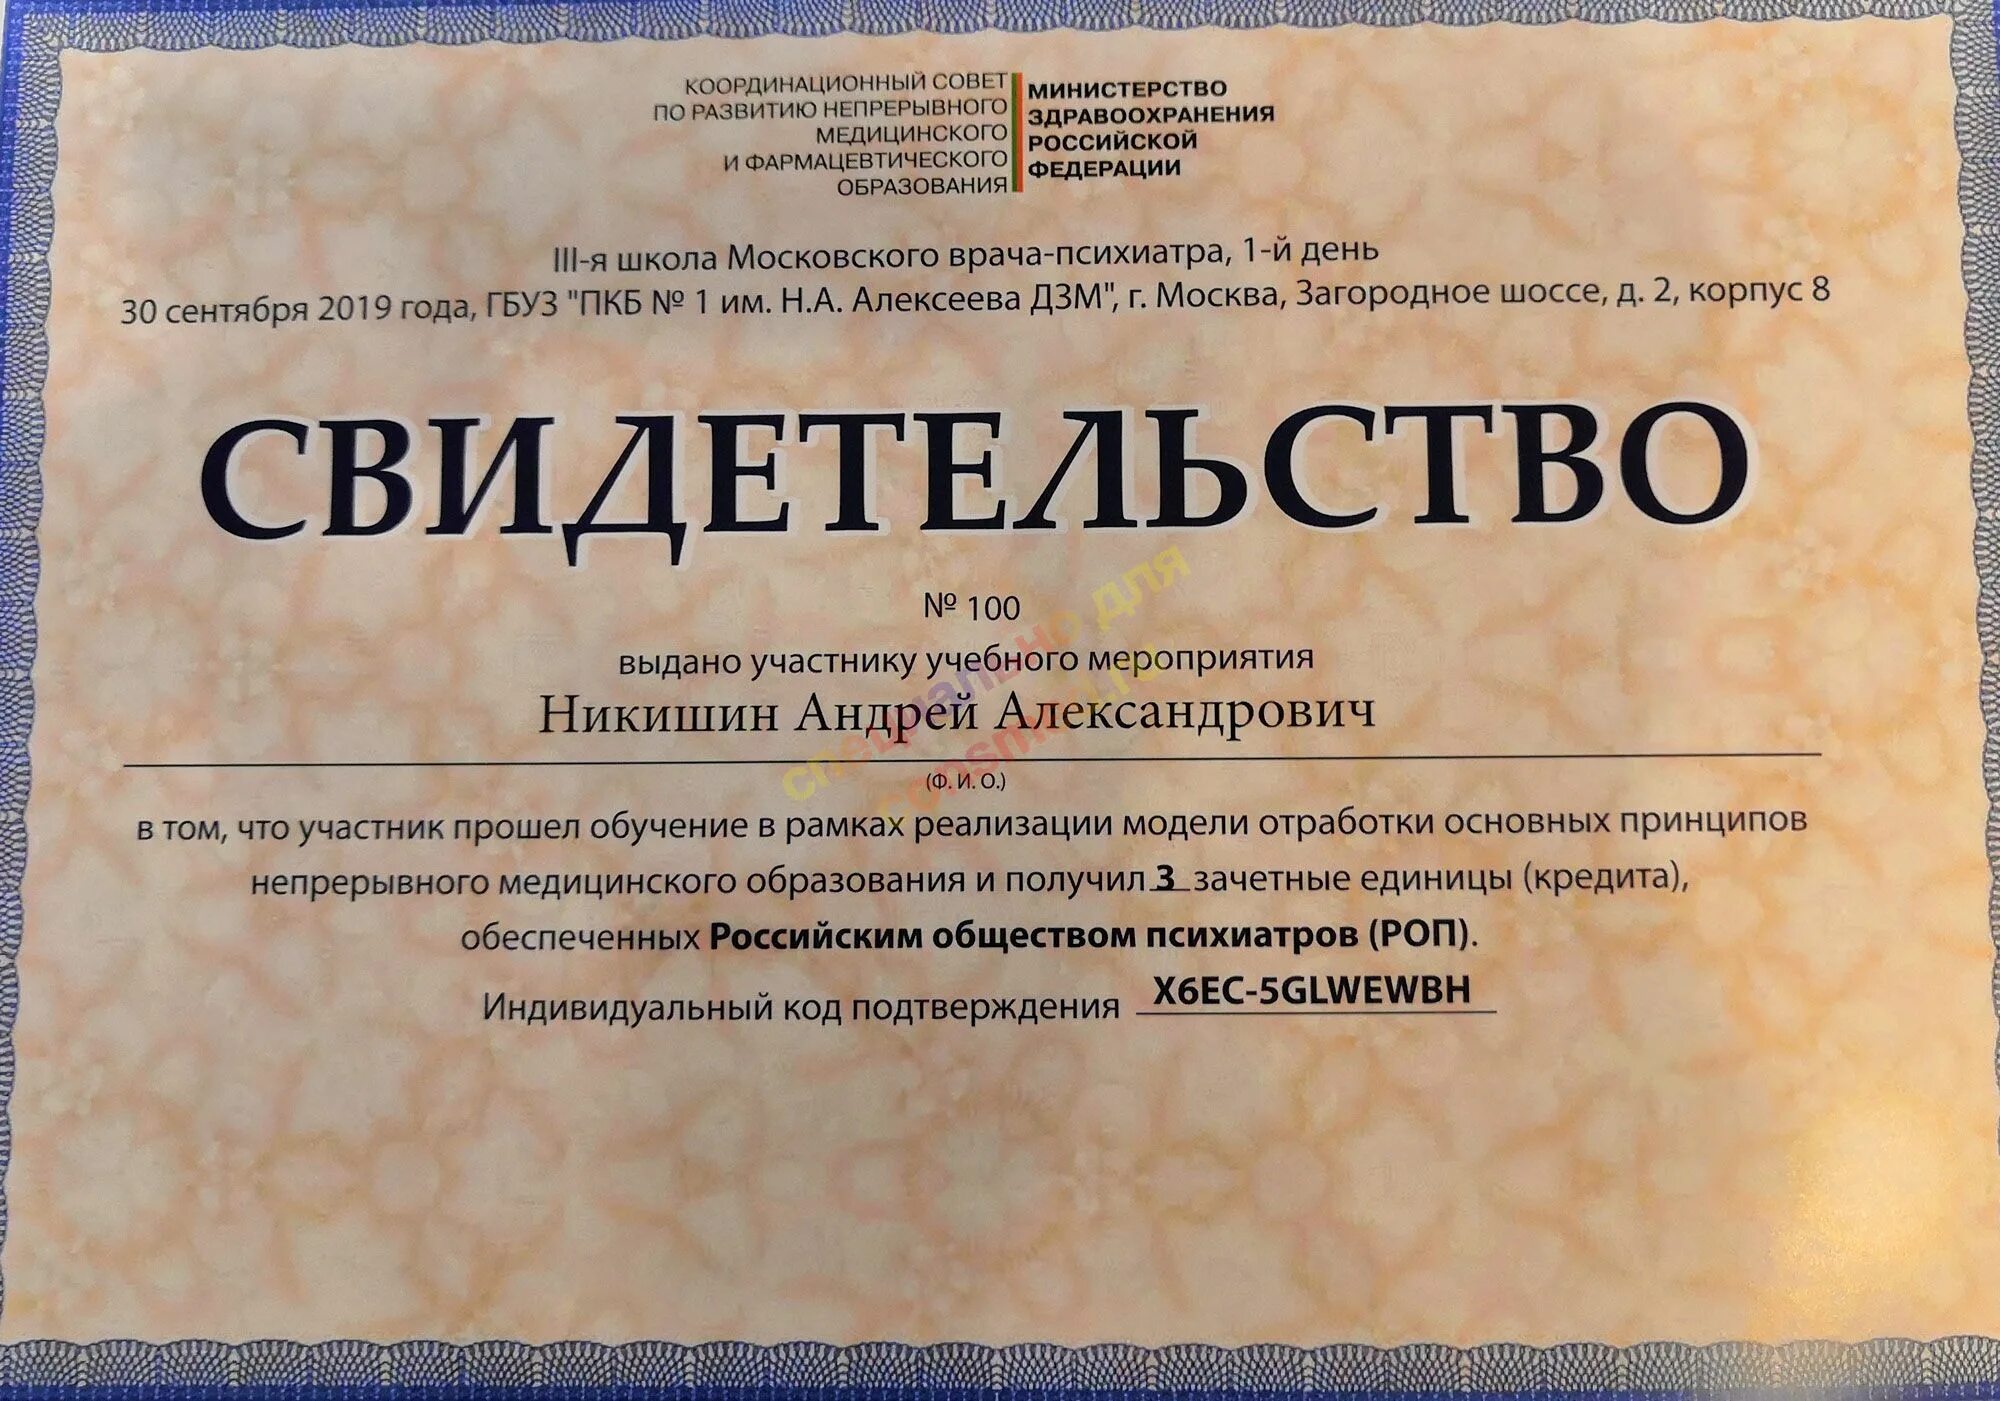 КООРДИНАЦИОННЫЙ СОВЕТ
ПО РАЗВИТИЮ НЕПРЕРЫВНОГО
МЕДИЦИНСКОГО
И ФАРМАЦЕВТИЧЕСКОГО
ОБРАЗОВАНИЯ
МИНИСТЕРСТВО
ЗДРАВООХРАНЕНИЯ
РОССИЙСКОЙ
ФЕДЕРАЦИИ
III-я школа Московского врача-психиатра, 1-й день
30 сентября 2019 года, ГБУЗ "ПКБ № 1 им. Н.А. Алексеева ДЗМ", г. Москва, Загородное шоссе, д. 2, корпус 8
СВИДЕТЕЛЬСТВО
№ 100
выдано участнику учебного мероприятия
Никишин Андрей Александрович
(Ф. И. О.)
в том, что участник прошел обучение в рамках реализации модели отработки основных принципов
непрерывного медицинского образования и получил 3 зачетные единицы (кредита),
обеспеченных Российским обществом психиатров (РОП).
Индивидуальный код подтверждения X6EC-5GLWEWBH
специально для